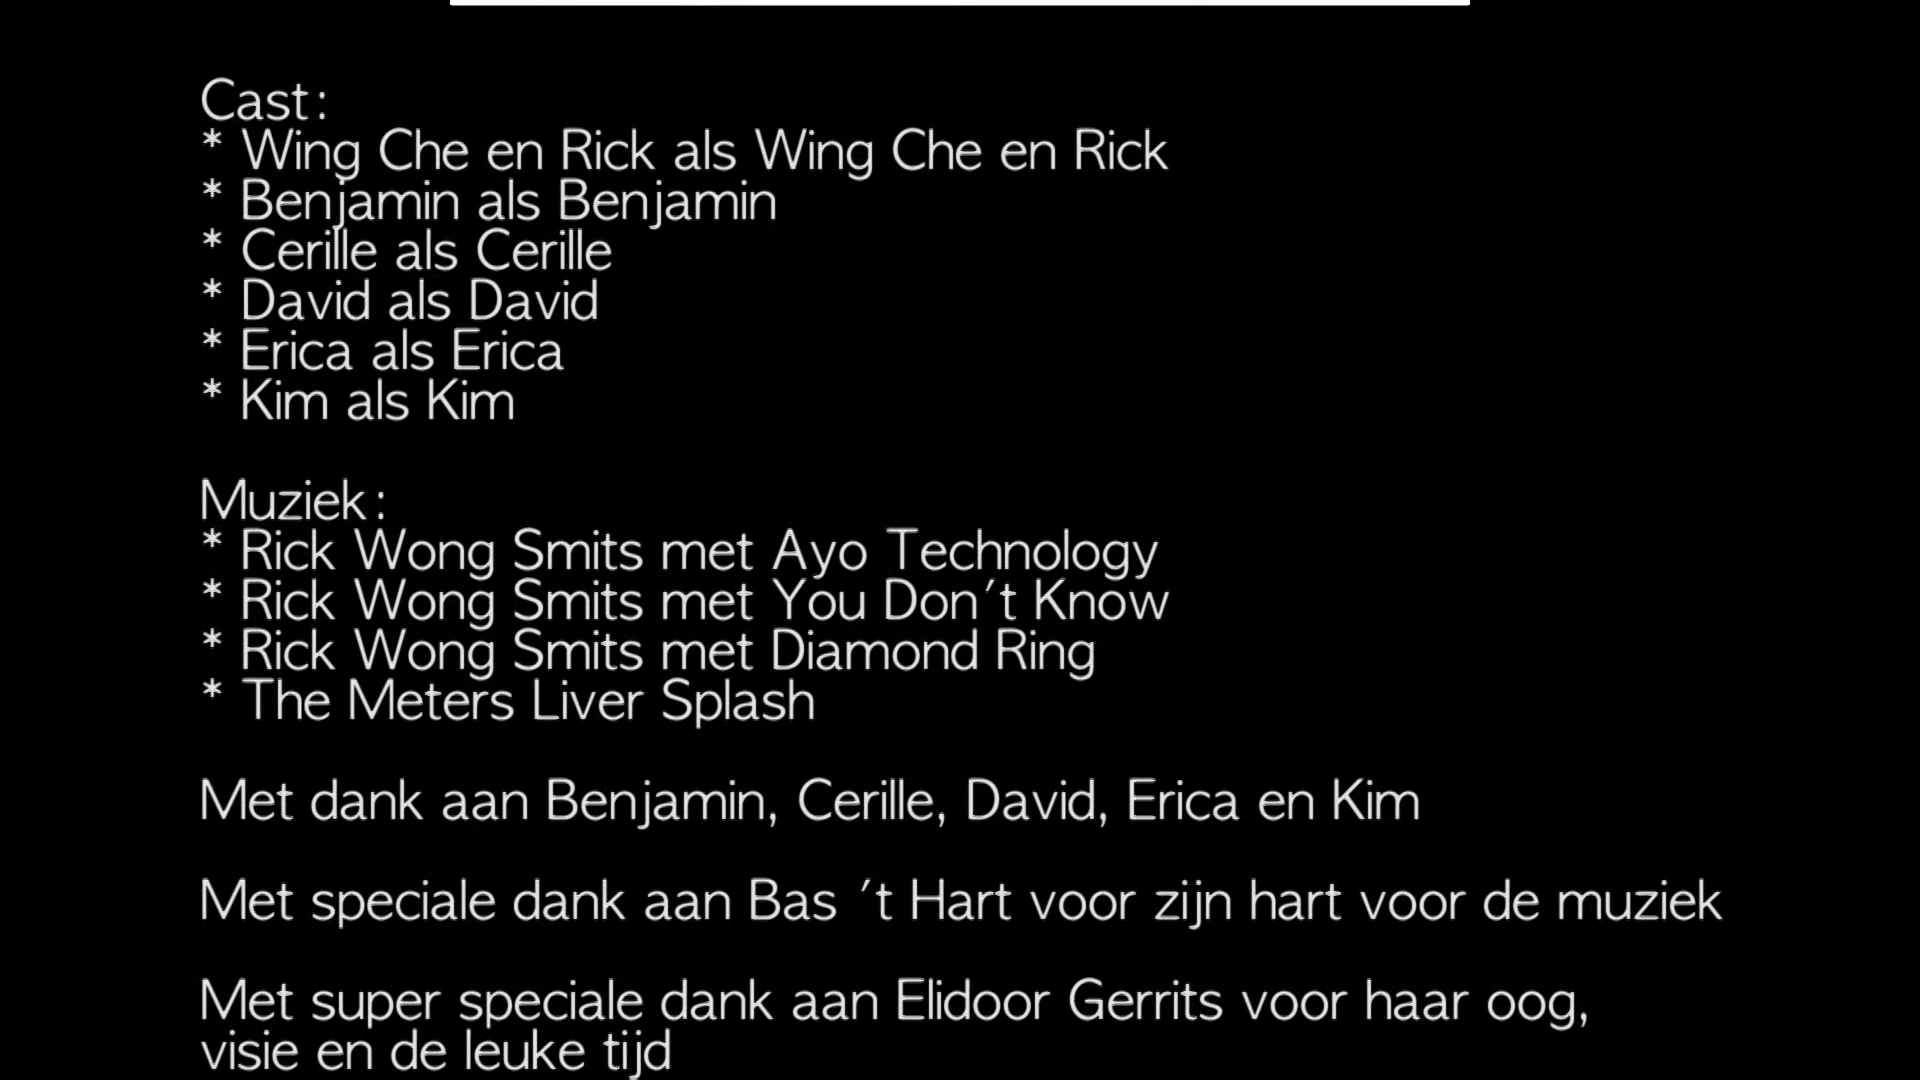 Cast:
* Wing Che en Rick als Wing Che en Rick
* Benjamin als Benjamin
* Cerille als Cerille
* David als David
* Erica als Erica
* Kim als Kim
Muziek:
* Rick Wong Smits met Ayo Technology
* Rick Wong Smits met You Don't Know
* Rick Wong Smits met Diamond Ring
* The Meters Liver Splash
Met dank aan Benjamin, Cerille, David, Erica en Kim
Met speciale dank aan Bas 't Hart voor zijn hart voor de muziek
Met super speciale dank aan Elidoor Gerrits voor haar oog,
visie en de leuke tijd